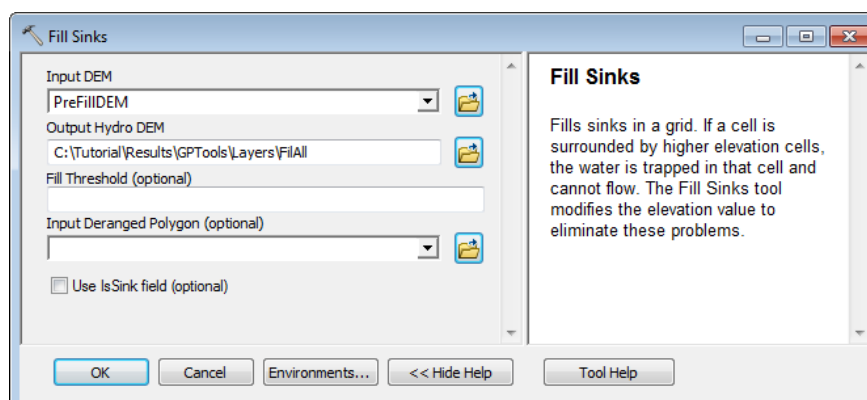 Fill Sinks
Input DEM
PreFillDEM
Output Hydro DEM
C:\Tutorial\Results\GPTools\Layers\FilAll
Fill Threshold (optional)
Input Deranged Polygon (optional)
Use IsSink field (optional)
Fill Sinks
Fills sinks in a grid. If a cell is
surrounded by higher elevation cells,
the water is trapped in that cell and
cannot flow. The Fill Sinks tool
modifies the elevation value to
eliminate these problems.
OK
Cancel
Environments...
<< Hide Help
Tool Help